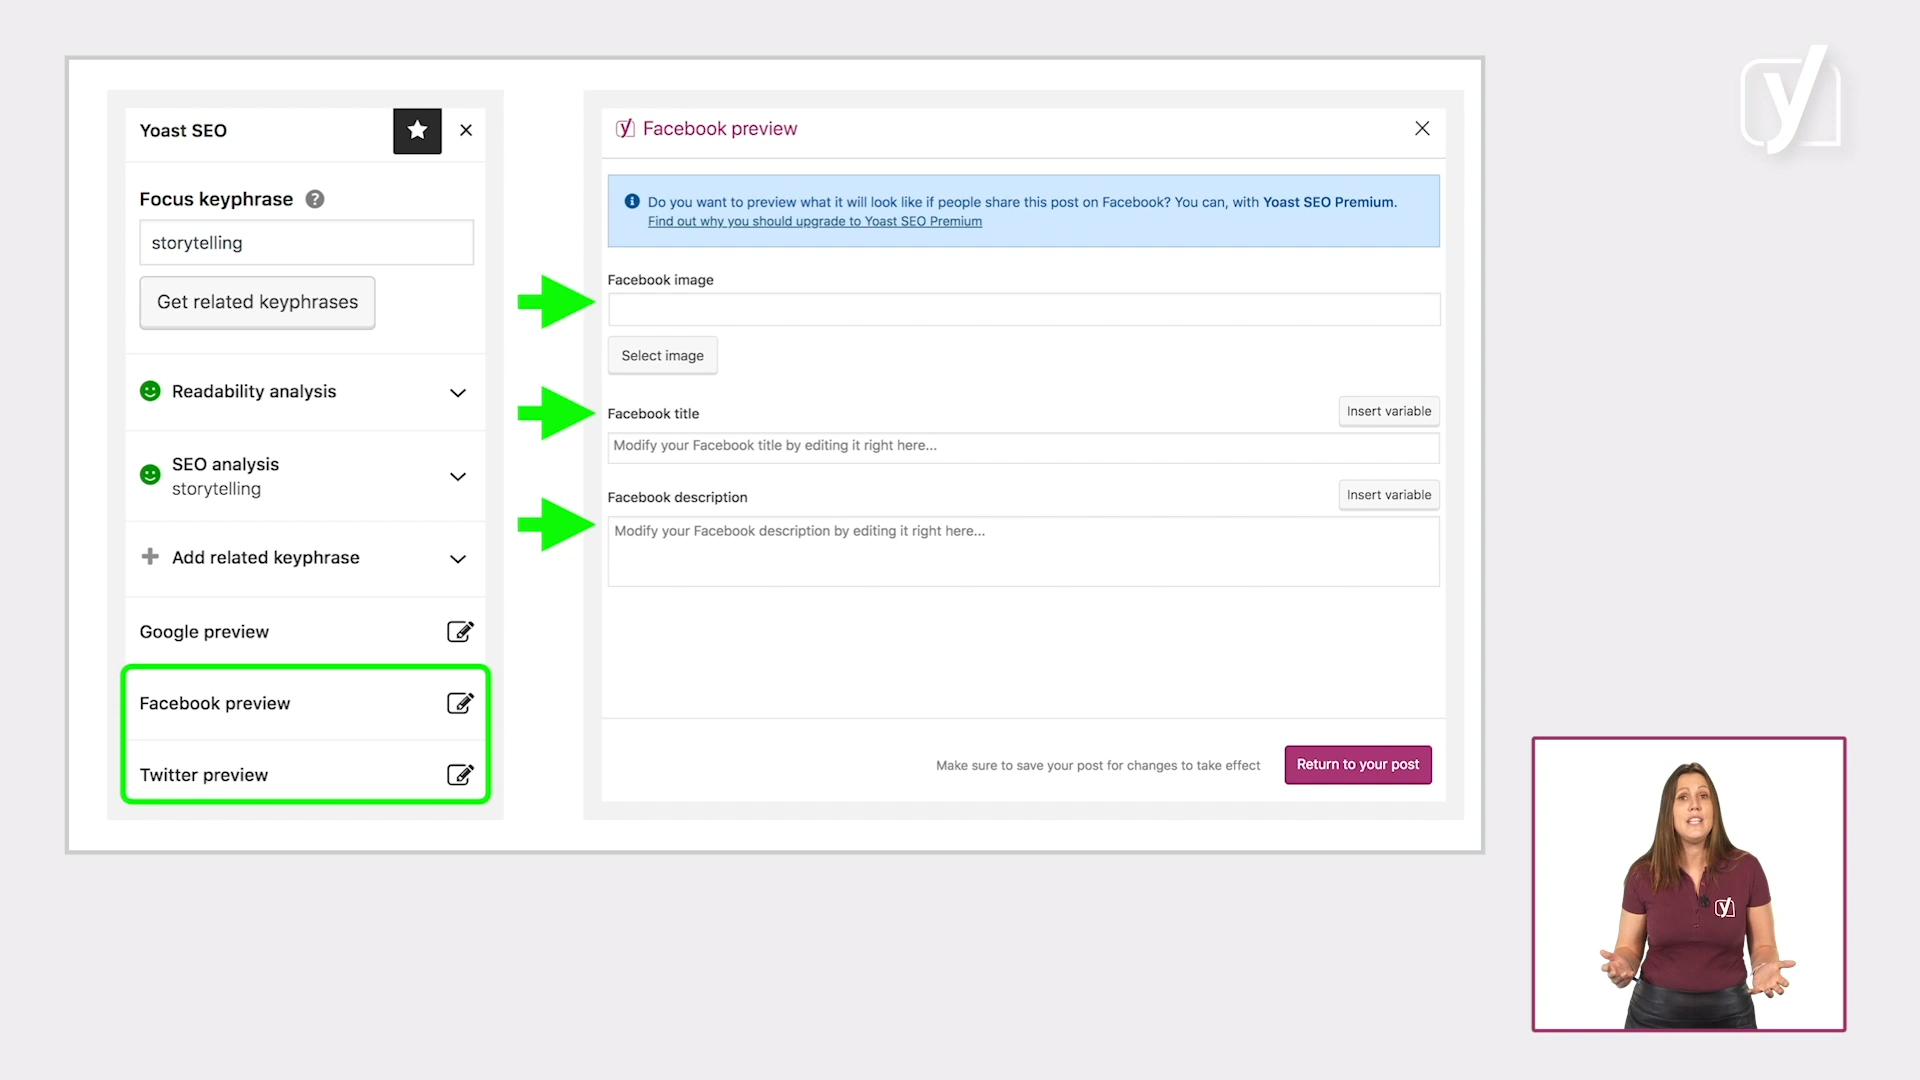 Yoast SEO
Focus keyphrase
storytelling
Get related keyphrases
Readability analysis
SEO analysis
storytelling
Add related keyphrase
Google preview
Facebook preview
Twitter preview
Facebook preview
Do you want to preview what it will look like if people share this post on Facebook? You can, with Yoast SEO Premium.
Find out why you should upgrade to Yoast SEO Premium
Facebook image
Select image
Facebook title
Insert variable
Modify your Facebook title by editing it right here...
Facebook description
Insert variable
Modify your Facebook description by editing it right here...
Make sure to save your post for changes to take effect
Return to your post
y
y